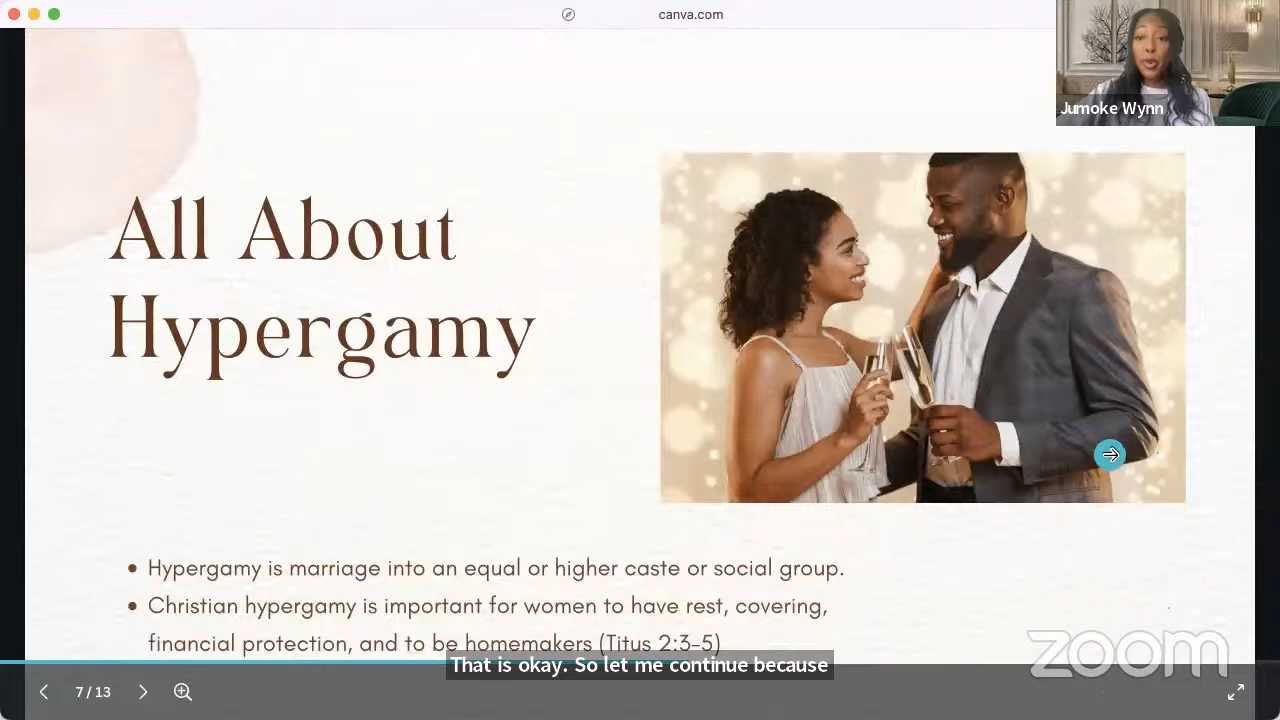 canva.com
Jumoke Wynn
All About
Hypergamy
Hypergamy is marriage into an equal or higher caste or social group.
Christian hypergamy is important for women to have rest, covering,
financial protection, and to be homemakers (Titus 2:3-5)
That is okay. So let me continue because
zoom
7 / 13